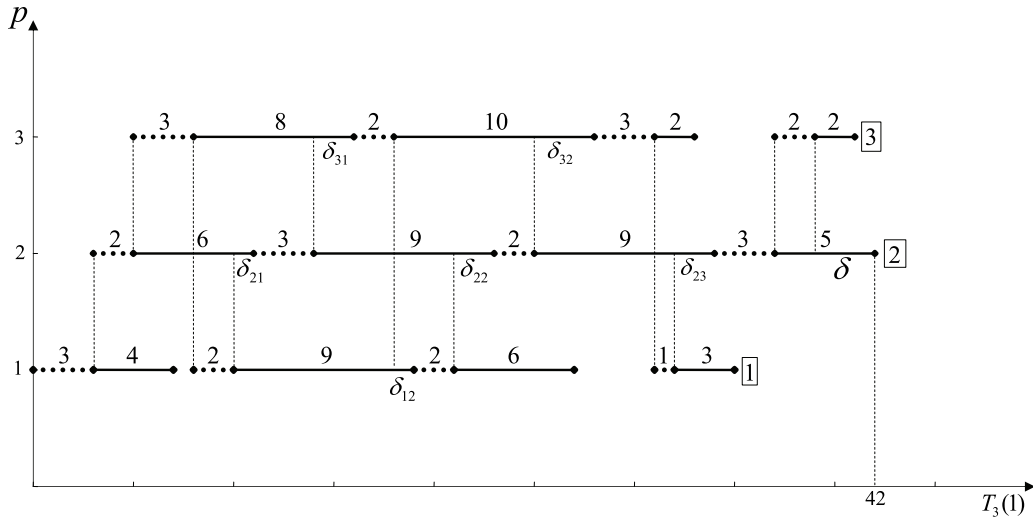 p
3 8 2 10 3 2 2 2
3 δ₃₁ δ₃₂ 3
2 6 3 9 2 9 3 5
2 δ₂₁ δ₂₂ δ₂₃ δ 2
3 4 2 9 2 6 1 3
1 δ₁₂ 1
42 T₃(1)